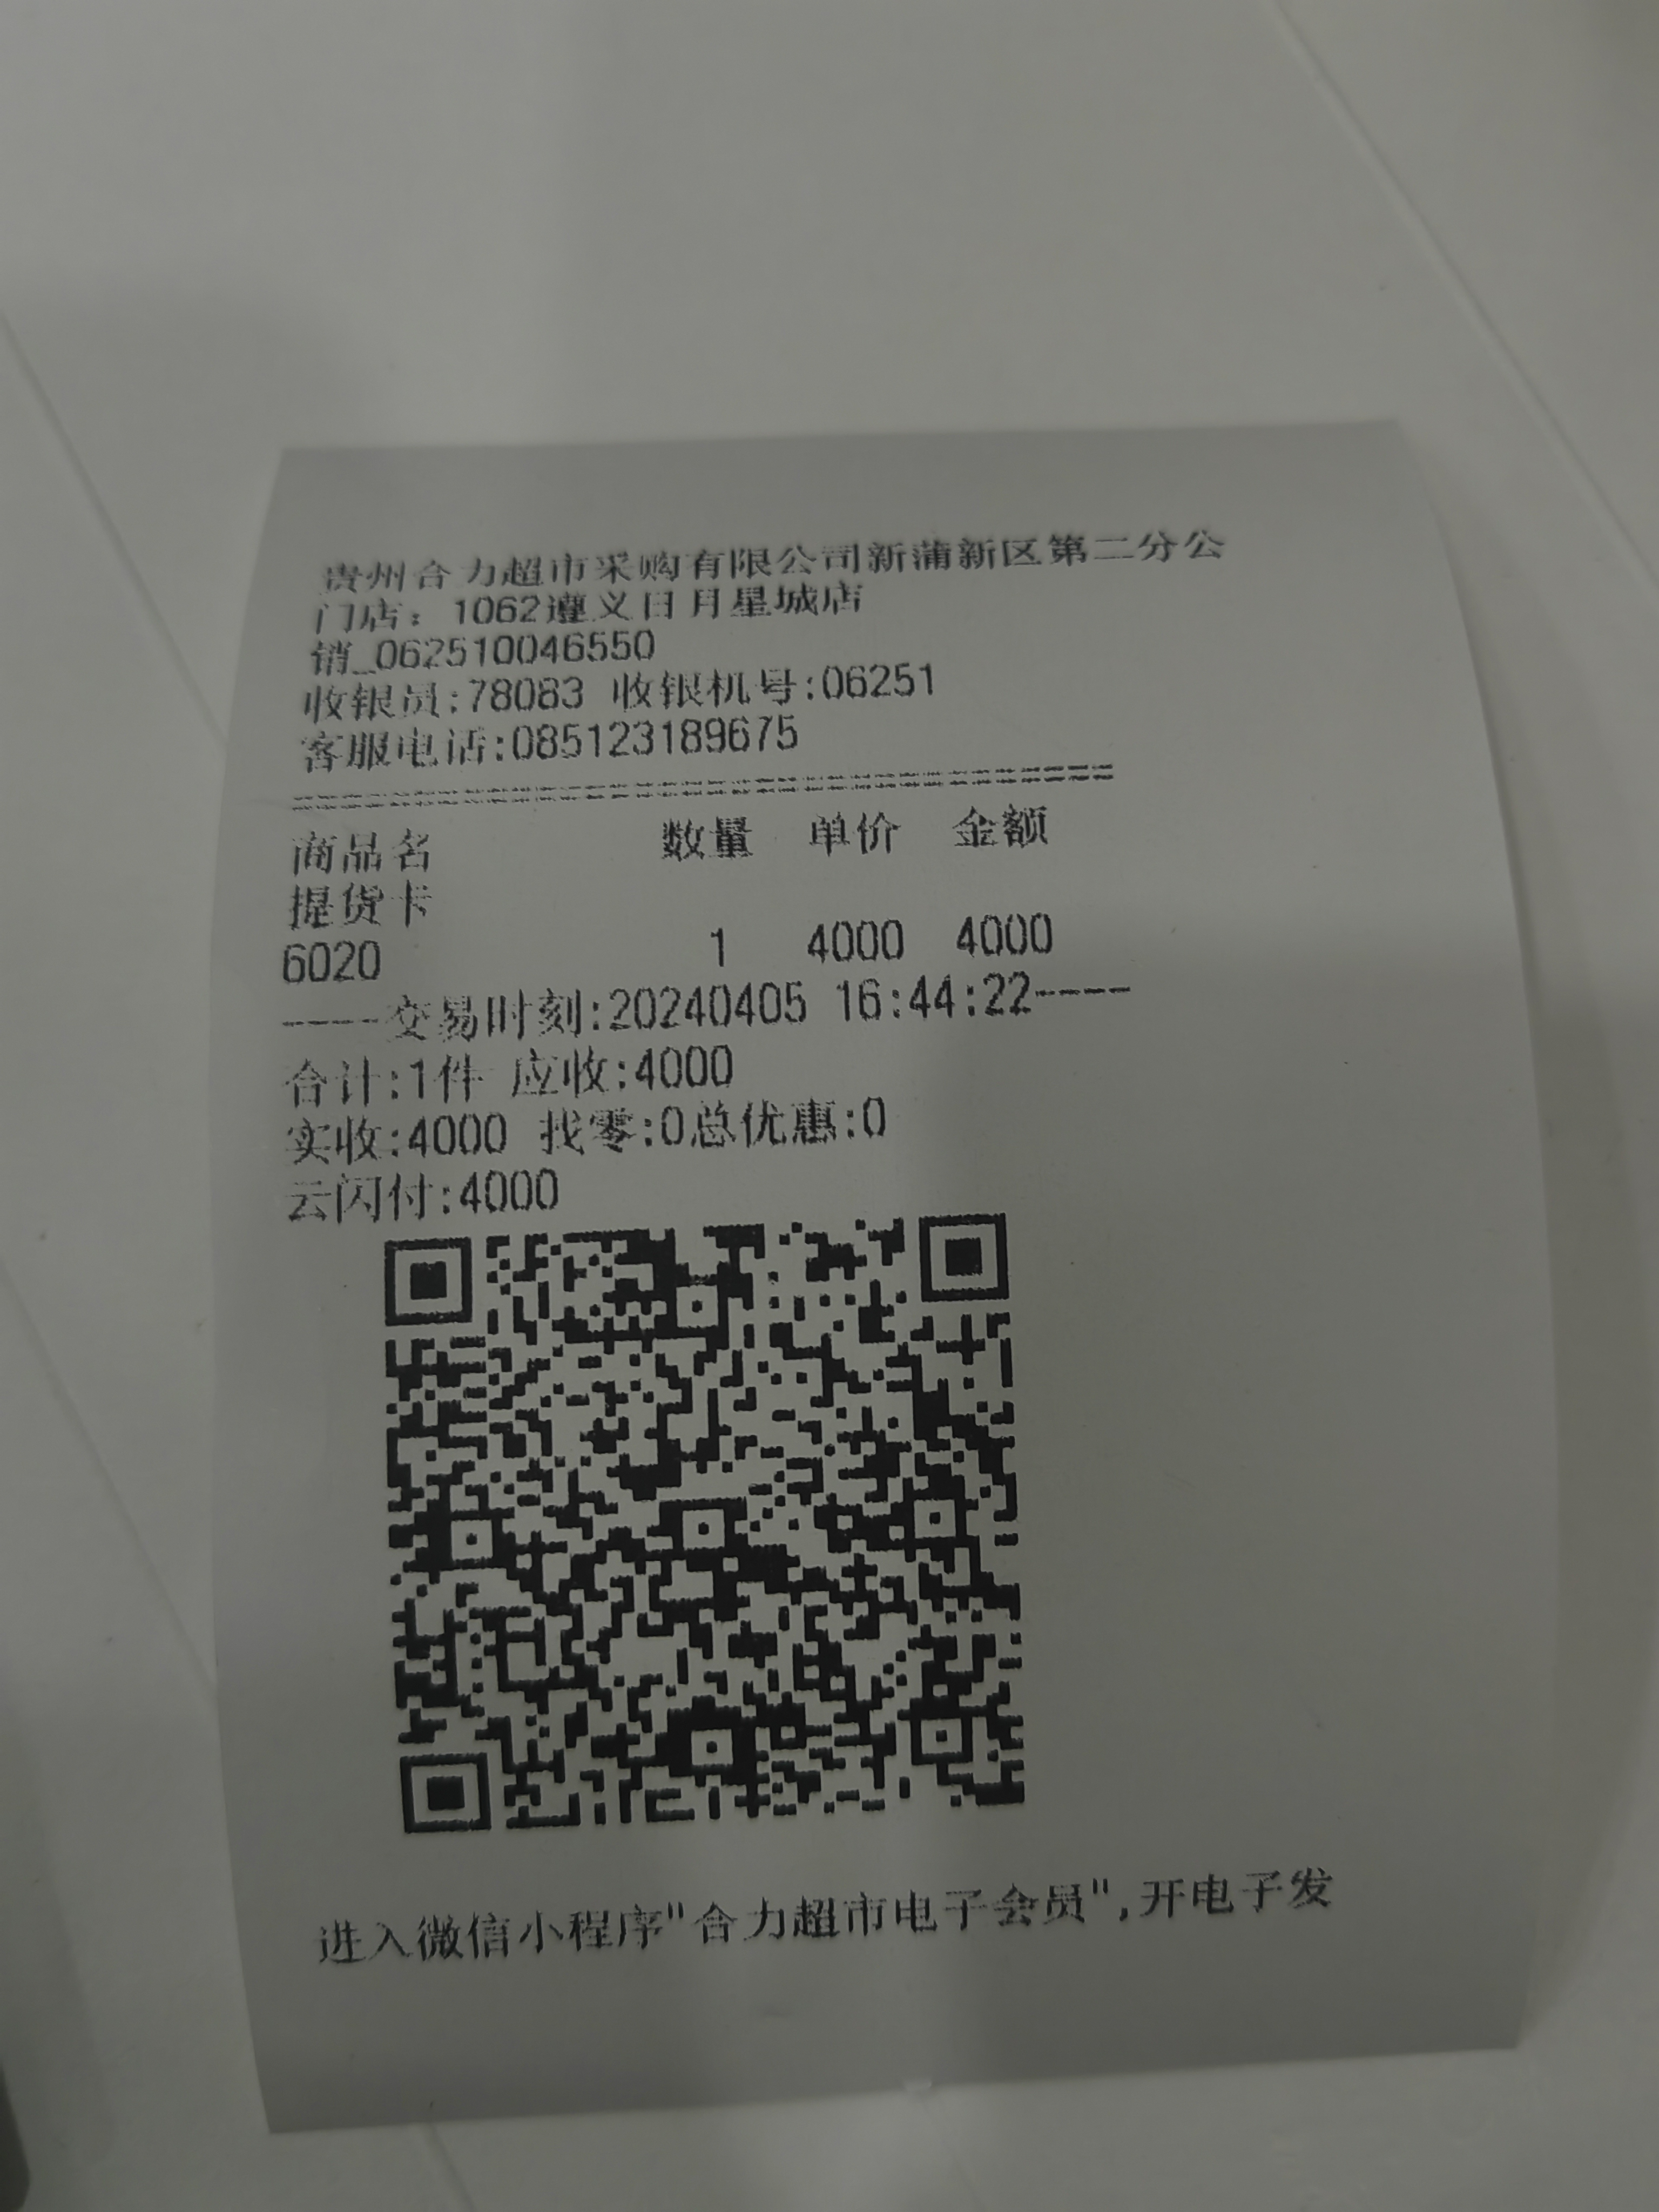 贵州合力超市采购有限公司新蒲新区第二分公
门店：1062遵义日月星城店
销_062510046550
收银员:78083 收银机号:06251
客服电话:085123189675
================================
商品名 数量 单价 金额
提货卡
6020 1 4000 4000
----交易时刻:20240405 16:44:22----
合计:1件 应收:4000
实收:4000 找零:0总优惠:0
云闪付:4000
进入微信小程序"合力超市电子会员",开电子发